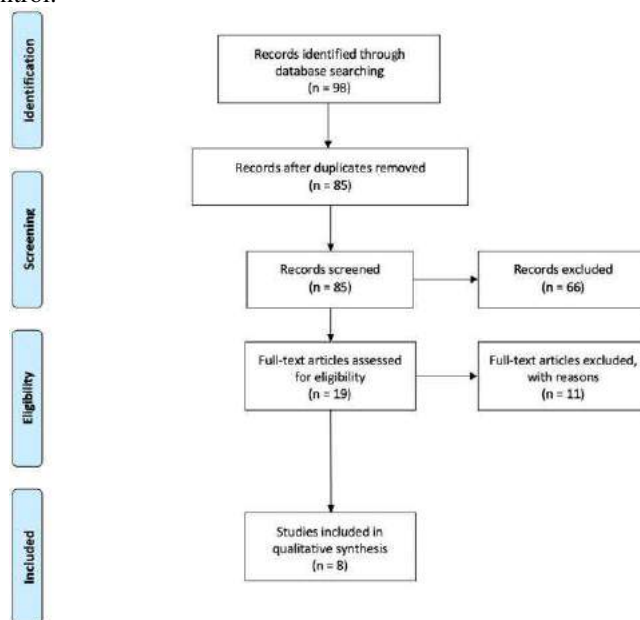 ntrol.
Identification
Records identified through
database searching
(n = 98)
Records after duplicates removed
(n = 85)
Screening
Records screened
(n = 85)
Records excluded
(n = 66)
Eligibility
Full-text articles assessed
for eligibility
(n = 19)
Full-text articles excluded,
with reasons
(n = 11)
Included
Studies included in
qualitative synthesis
(n = 8)